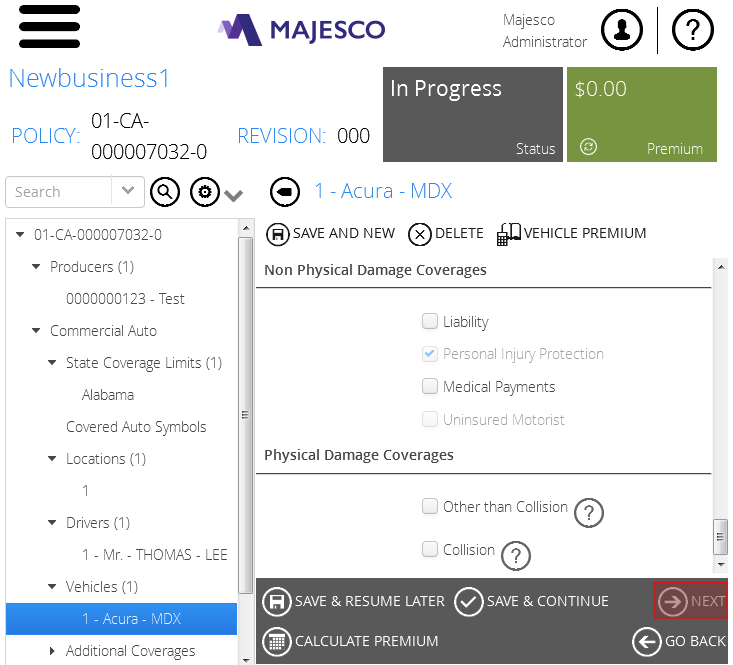 MAJESCO
Majesco
Administrator
?
Newbusiness1
POLICY: 01-CA-
000007032-0
REVISION: 000
In Progress
Status
$0.00
Premium
Search
1 - Acura - MDX
SAVE AND NEW DELETE VEHICLE PREMIUM
01-CA-000007032-0
Producers (1)
0000000123 - Test
Commercial Auto
State Coverage Limits (1)
Alabama
Covered Auto Symbols
Locations (1)
1
Drivers (1)
1 - Mr. - THOMAS - LEE
Vehicles (1)
1 - Acura - MDX
Additional Coverages
Non Physical Damage Coverages
Liability
Personal Injury Protection
Medical Payments
Uninsured Motorist
Physical Damage Coverages
Other than Collision ?
Collision ?
SAVE & RESUME LATER SAVE & CONTINUE NEXT
CALCULATE PREMIUM GO BACK